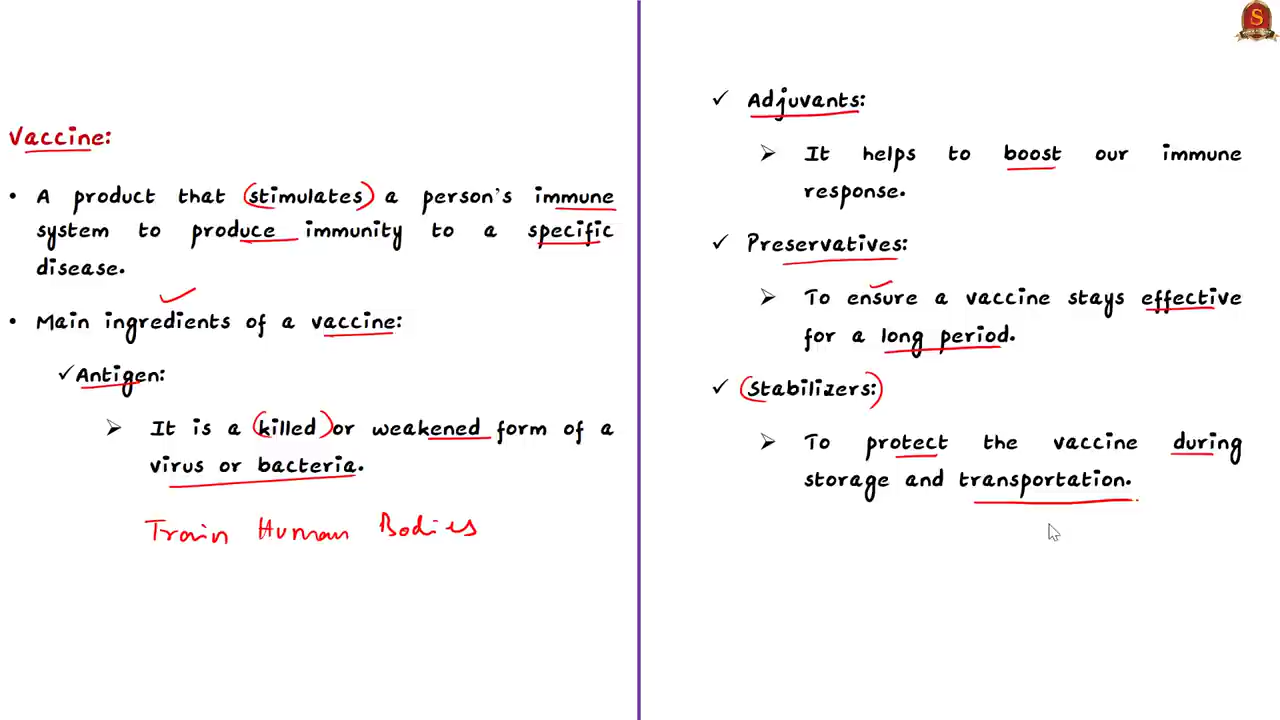 Vaccine:
• A product that (stimulates) a person's immune
system to produce immunity to a specific
disease.
• Main ingredients of a vaccine:
✓Antigen:
➢ It is a (killed) or weakened form of a
virus or bacteria.
Train Human Bodies
✓ Adjuvants:
➢ It helps to boost our immune
response.
✓ Preservatives:
➢ To ensure a vaccine stays effective
for a long period.
✓ (Stabilizers:)
➢ To protect the vaccine during
storage and transportation.
S